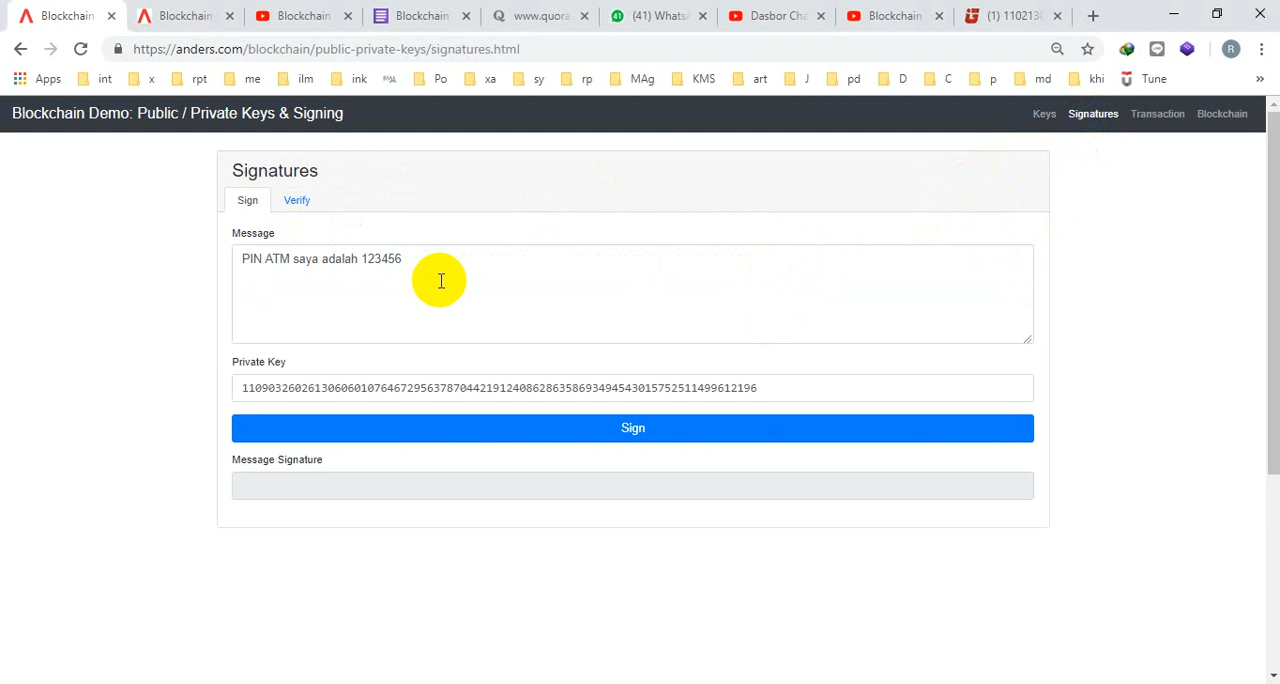 Blockchain
Blockchain
Blockchain
Blockchain
www.quora.
(41) Whats
Dasbor Cha
Blockchain
(1) 110213
https://anders.com/blockchain/public-private-keys/signatures.html
R
Apps int x rpt me ilm ink Po xa sy rp MAg KMS art J pd D C p md khi Tune »
Blockchain Demo: Public / Private Keys & Signing
Keys Signatures Transaction Blockchain
Signatures
Sign Verify
Message
PIN ATM saya adalah 123456
Private Key
11090326026130606010764672956378704421912408628635869349454301575251149961​2196
Sign
Message Signature